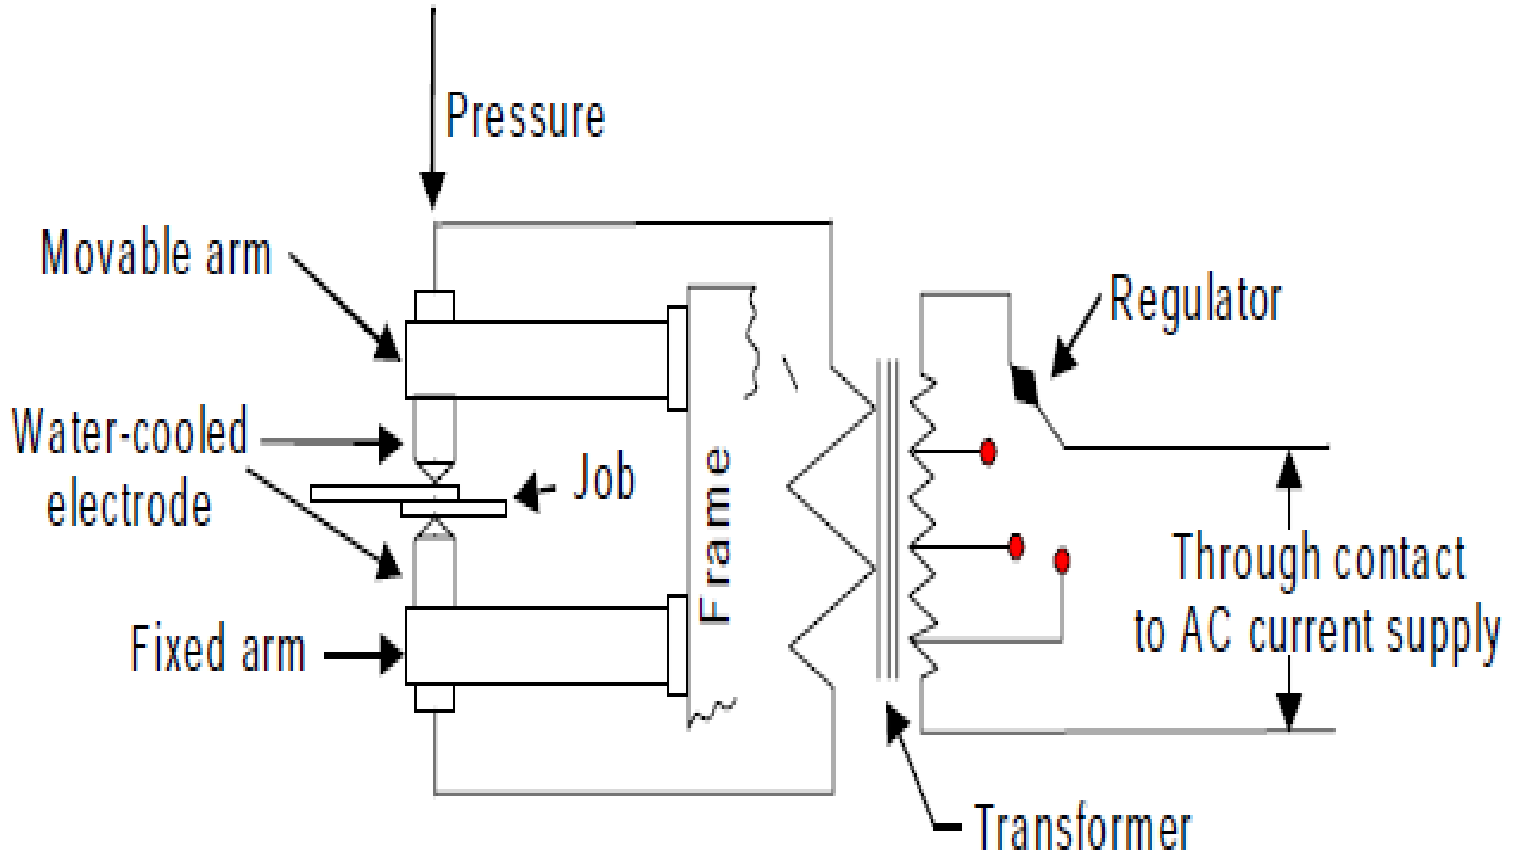 Pressure
Movable arm
Regulator
Water-cooled
electrode
Job
Frame
Through contact
to AC current supply
Fixed arm
Transformer